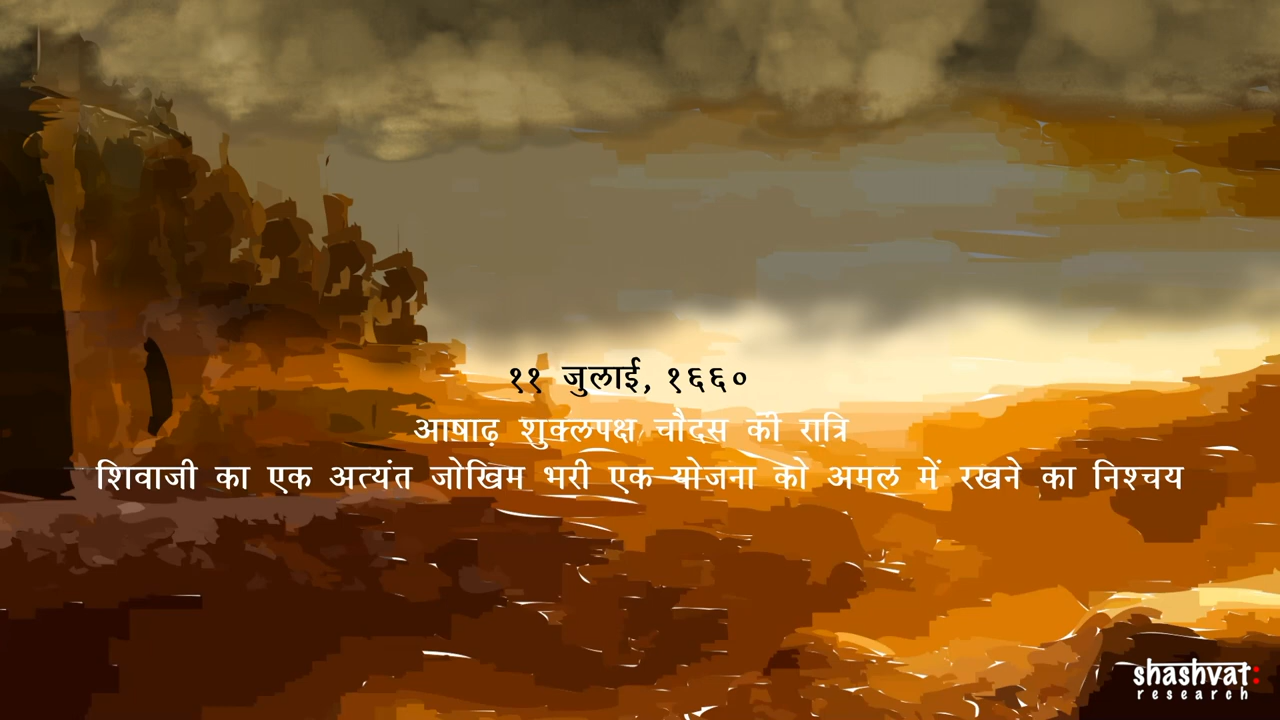 ११ जुलाई, १६६०
आषाढ़ शुक्लपक्ष चौदस की रात्रि
शिवाजी का एक अत्यंत जोखिम भरी एक योजना को अमल में रखने का निश्चय
shashvat:
research